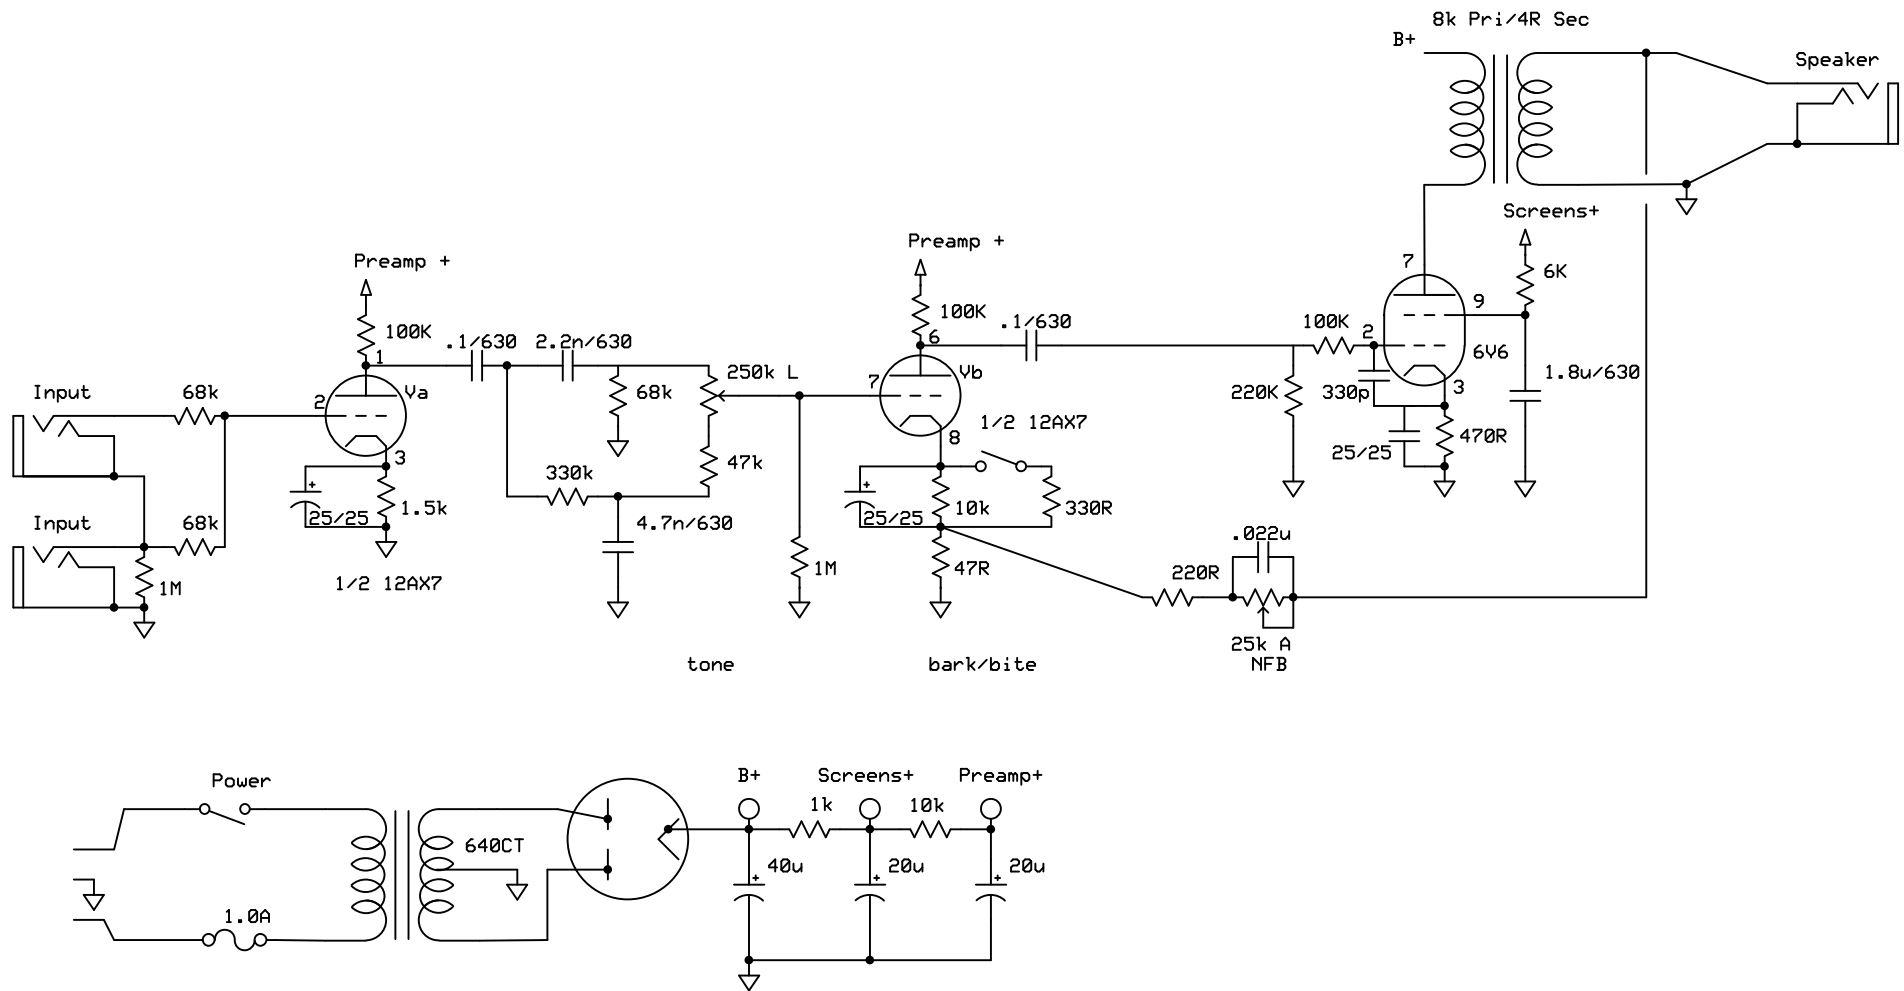 8k Pri/4R Sec
B+
Speaker
Screens+
Preamp +
Preamp +
7
6K
9
100K
100K
.1/630
100K
2
6V6
1
.1/630
2.2n/630
6
1.8u/630
Input
68k
2
Va
250k L
7
Vb
68k
220K
330p
3
1/2 12AX7
8
3
47k
25/25
470R
330k
25/25
1.5k
25/25
10k
330R
Input
68k
4.7n/630
.022u
1M
1/2 12AX7
1M
47R
220R
25k A
NFB
tone
bark/bite
Power
B+
Screens+
Preamp+
1k
10k
640CT
40u
20u
20u
1.0A
+
+
+
+
+